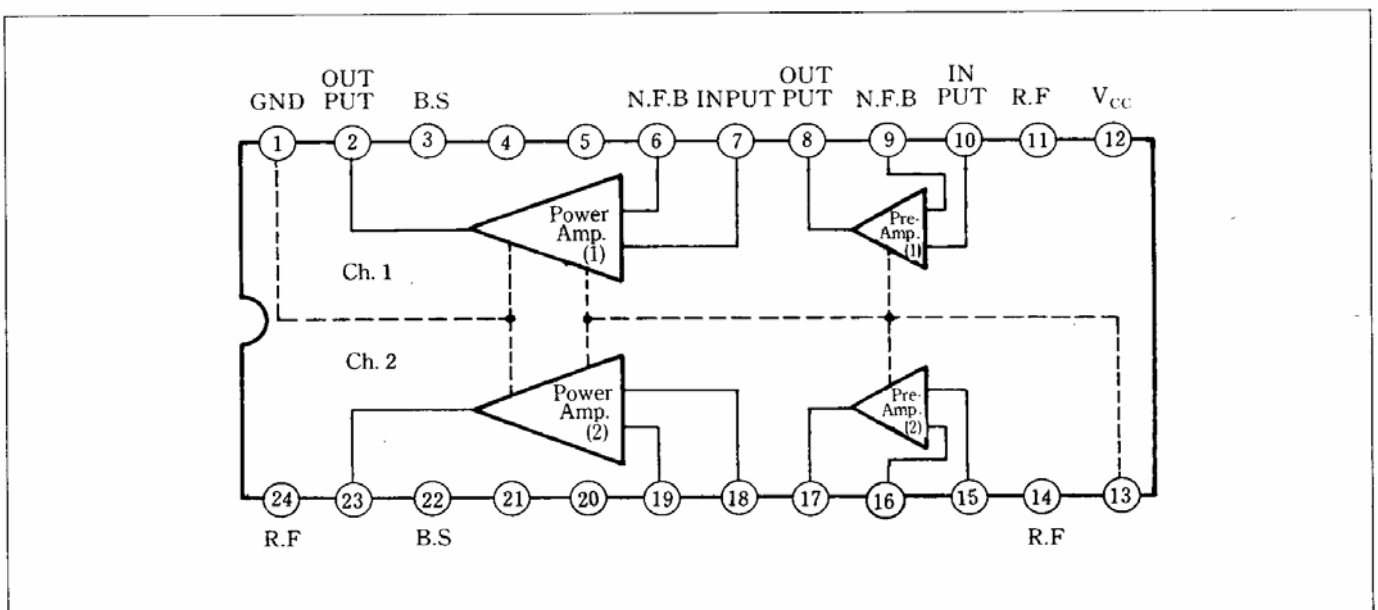 OUT
PUT
GND
B.S
N.F.B
INPUT
OUT
PUT
N.F.B
IN
PUT
R.F
VCC
1
2
3
4
5
6
7
8
9
10
11
12
Power
Amp.
(1)
Pre-
Amp.
(1)
Ch. 1
Ch. 2
Power
Amp.
(2)
Pre-
Amp.
(2)
24
23
22
21
20
19
18
17
16
15
14
13
R.F
B.S
R.F